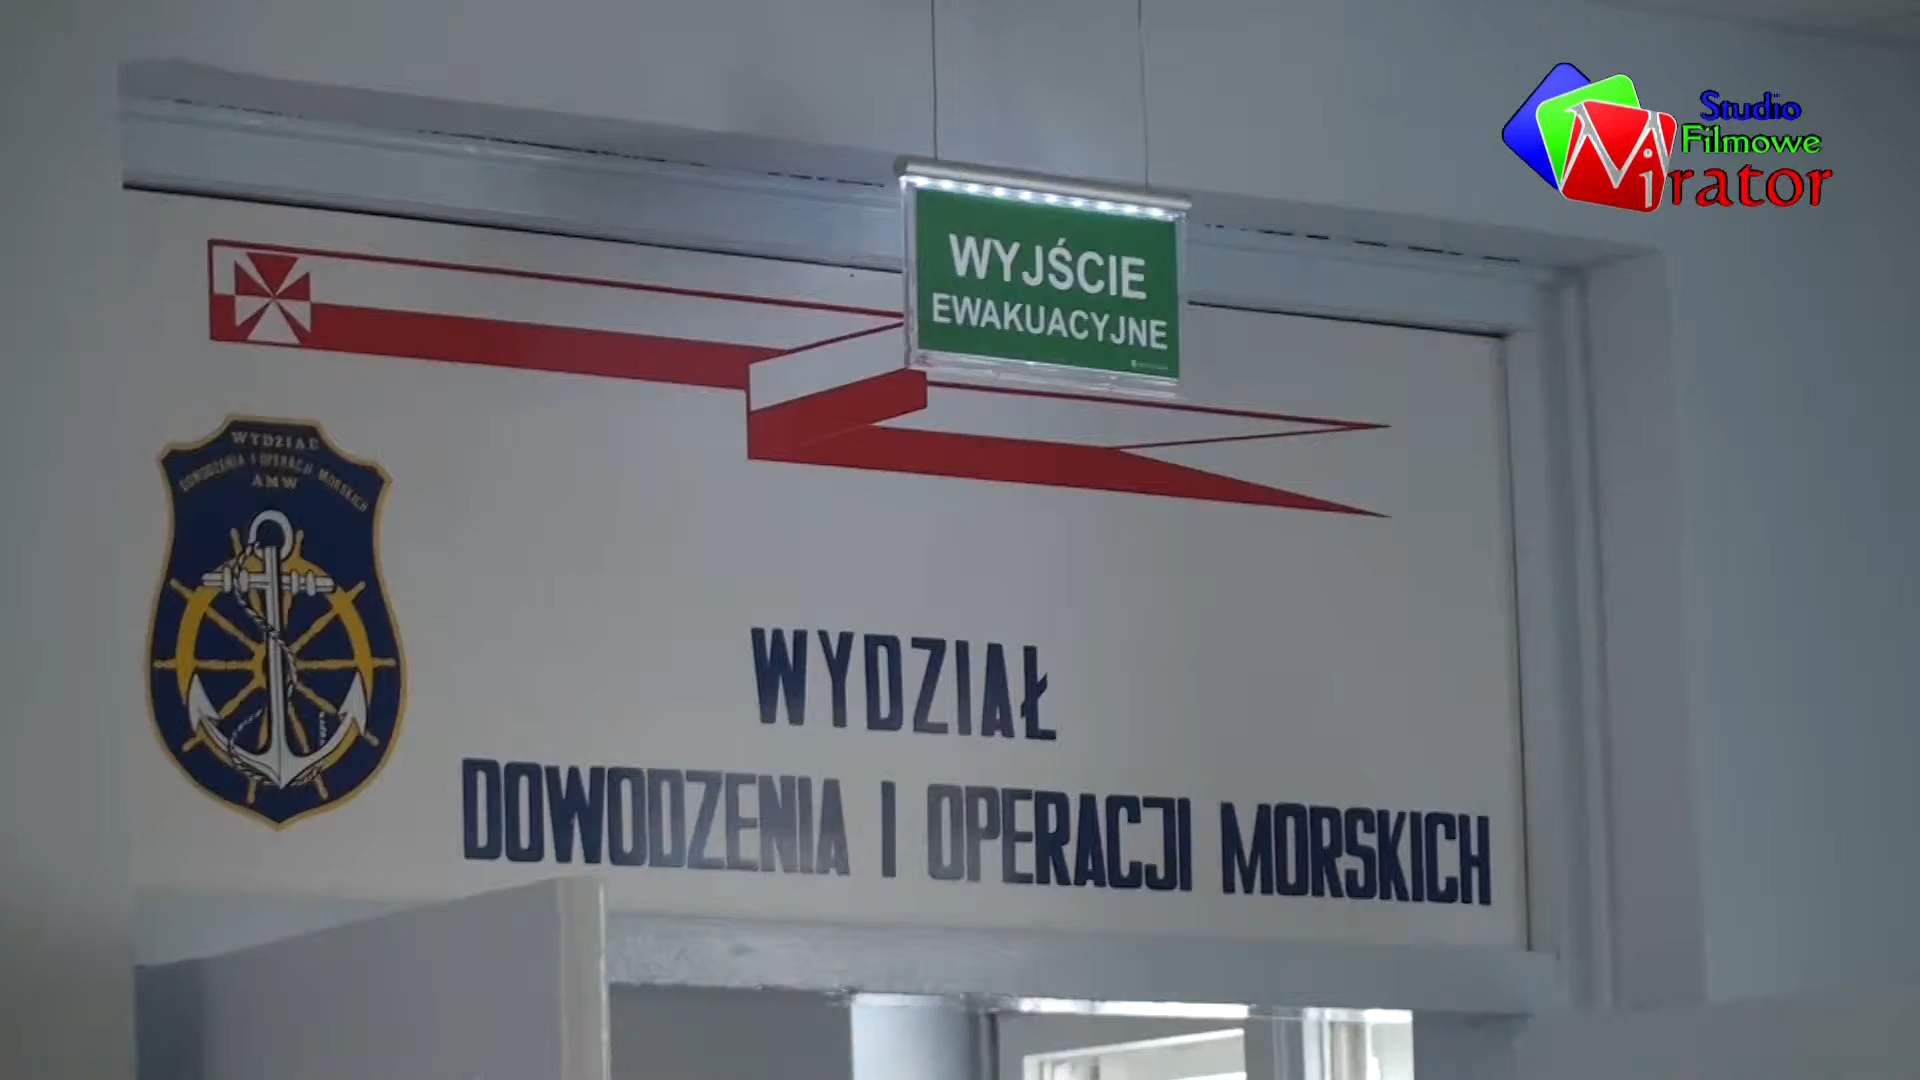 Studio
Filmowe
Mirator
WYJŚCIE
EWAKUACYJNE
WYDZIAŁ
DOWODZENIA I OPERACJI MORSKICH
AMW
WYDZIAŁ
DOWODZENIA I OPERACJI MORSKICH